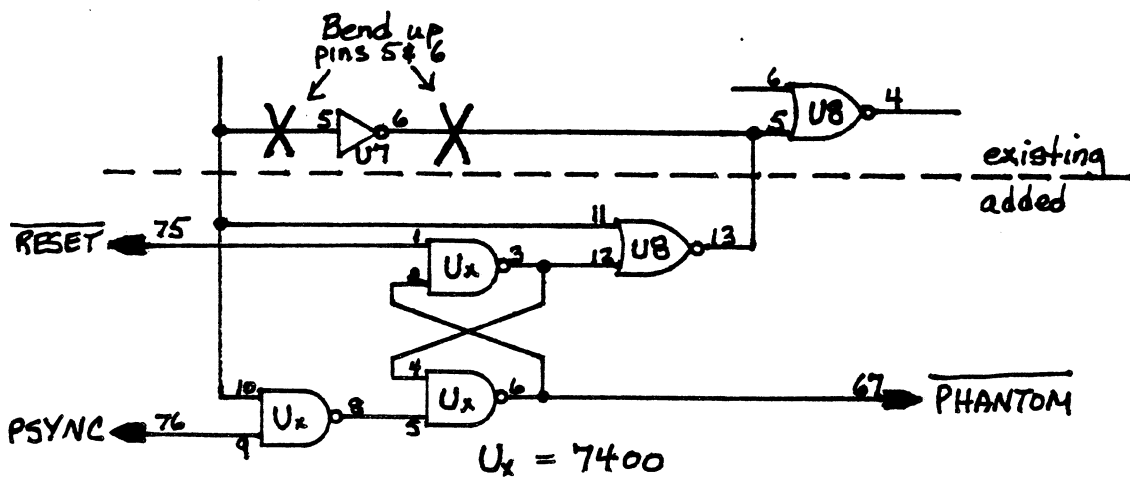 Bend up
pins 5 & 6
5
6
U7
6
5
U8
4
existing
added
RESET
75
1
2
Ux
3
11
12
U8
13
4
5
Ux
6
67
PHANTOM
PSYNC
76
10
9
Ux
8
Ux = 7400